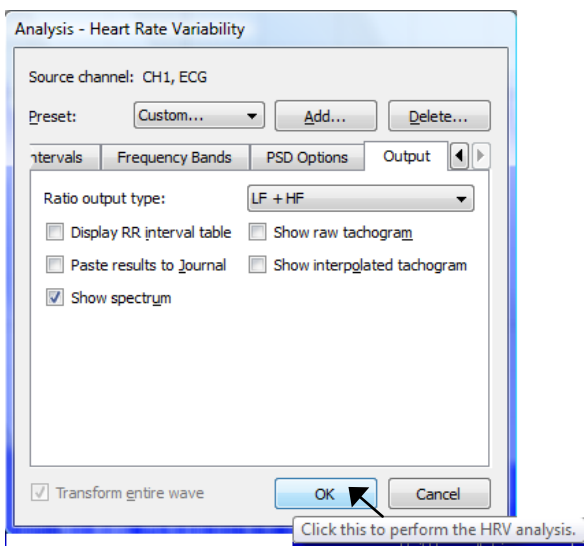 Analysis - Heart Rate Variability
Source channel: CH1, ECG
Preset: Custom... Add... Delete...
ntervals Frequency Bands PSD Options Output
Ratio output type: LF + HF
Display RR interval table Show raw tachogram
Paste results to Journal Show interpolated tachogram
Show spectrum
Transform entire wave OK Cancel
Click this to perform the HRV analysis.